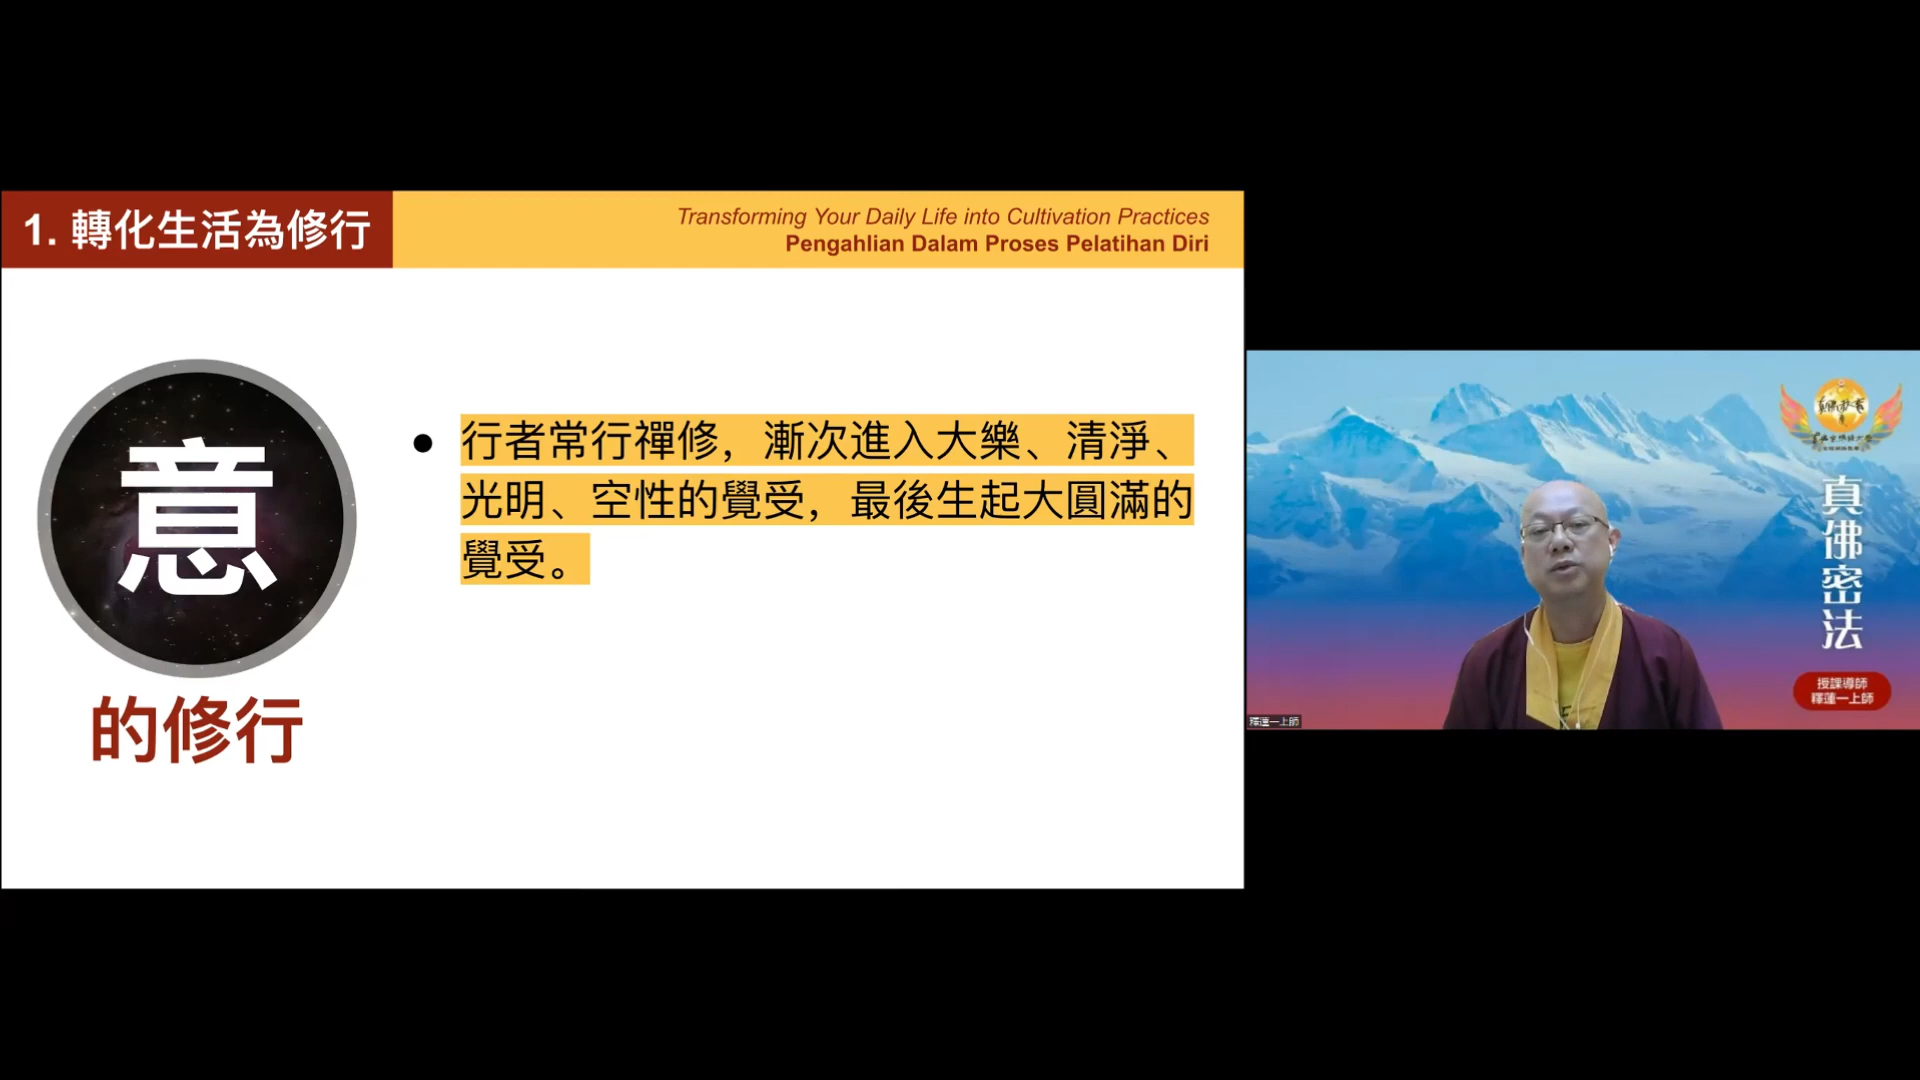 1. 轉化生活為修行
Transforming Your Daily Life into Cultivation Practices
Pengahlian Dalam Proses Pelatihan Diri
意
的修行
● 行者常行禪修，漸次進入大樂、清淨、
光明、空性的覺受，最後生起大圓滿的
覺受。
真佛密法
授課導師
釋蓮一上師
釋蓮一上師